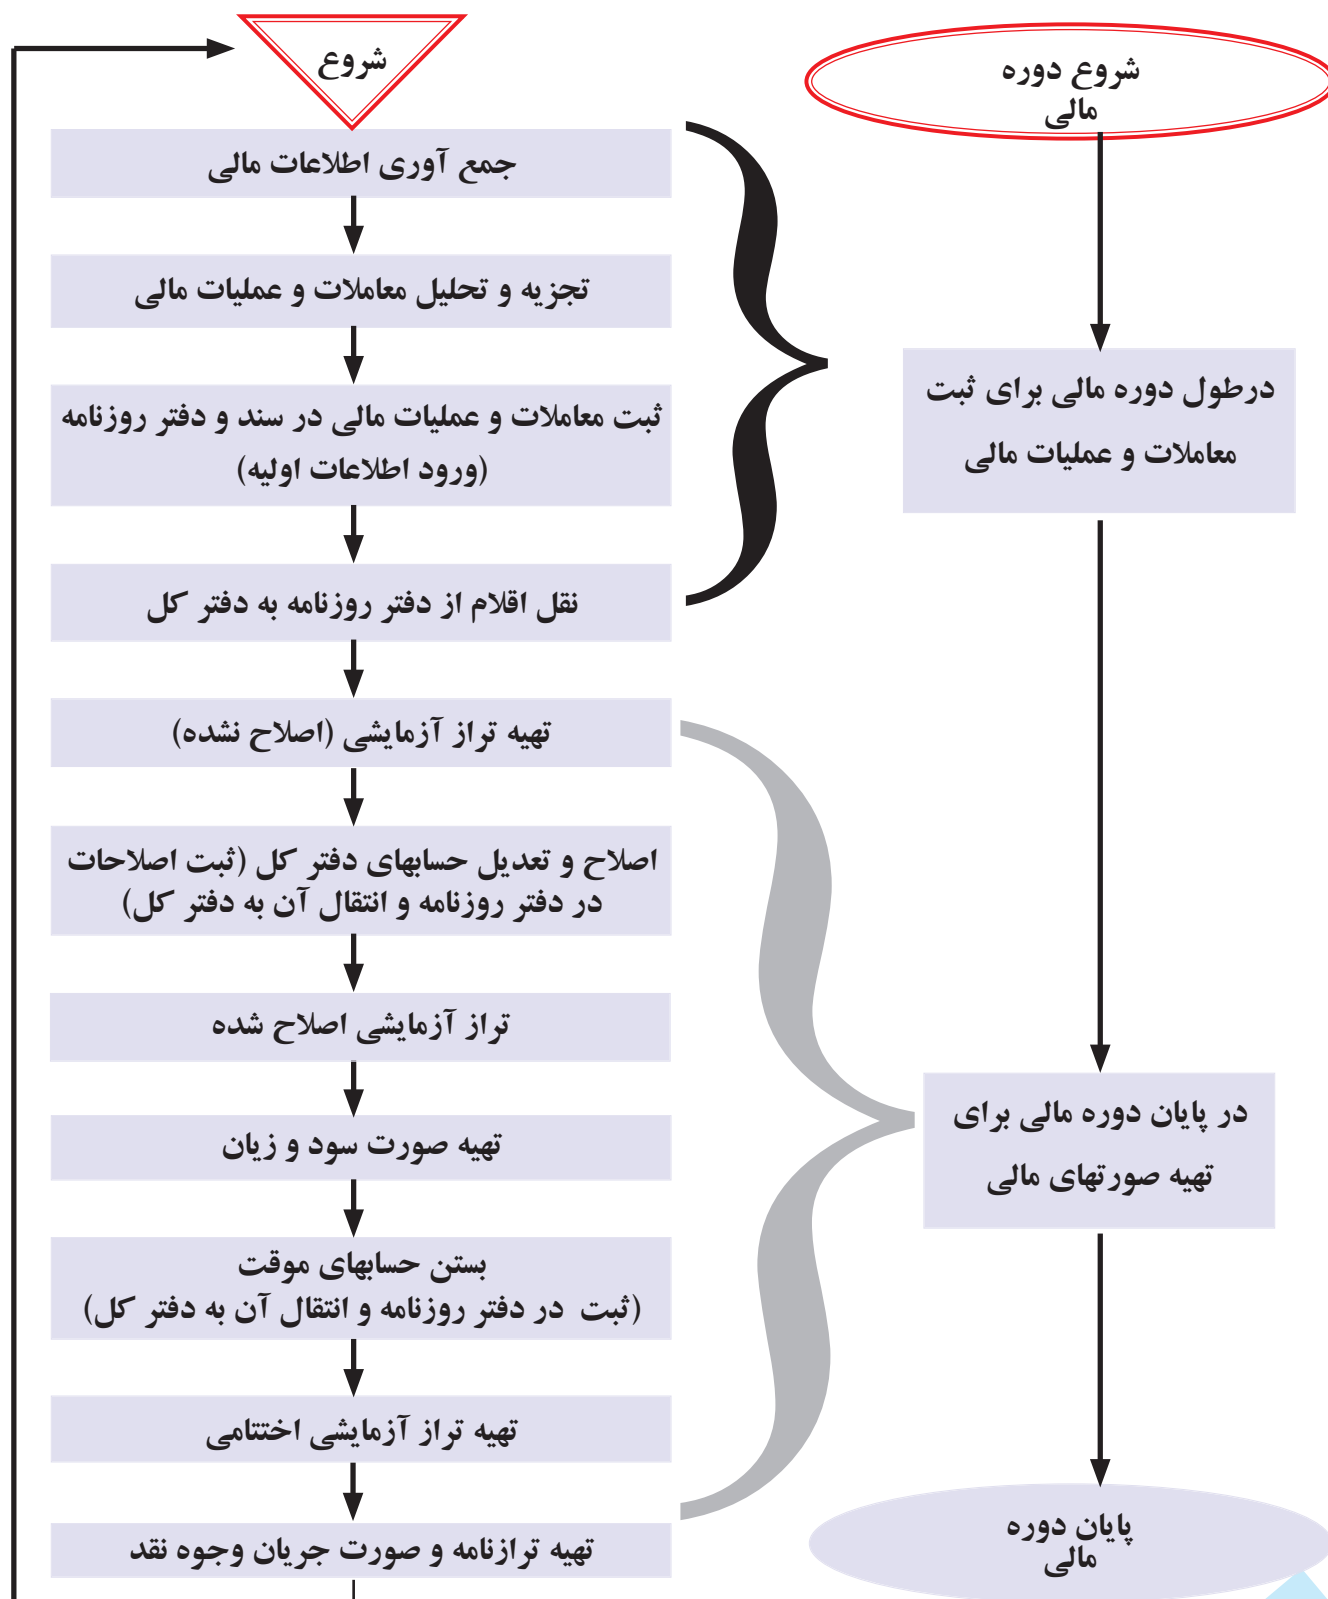 شروع
جمع آوری اطلاعات مالی
تجزیه و تحلیل معاملات و عملیات مالی
ثبت معاملات و عملیات مالی در سند و دفتر روزنامه
(ورود اطلاعات اولیه)
نقل اقلام از دفتر روزنامه به دفتر کل
تهیه تراز آزمایشی (اصلاح نشده)
اصلاح و تعدیل حسابهای دفتر کل (ثبت اصلاحات
در دفتر روزنامه و انتقال آن به دفتر کل)
تراز آزمایشی اصلاح شده
تهیه صورت سود و زیان
بستن حسابهای موقت
(ثبت در دفتر روزنامه و انتقال آن به دفتر کل)
تهیه تراز آزمایشی اختتامی
تهیه ترازنامه و صورت جریان وجوه نقد
شروع دوره
مالی
درطول دوره مالی برای ثبت
معاملات و عملیات مالی
در پایان دوره مالی برای
تهیه صورتهای مالی
پایان دوره
مالی